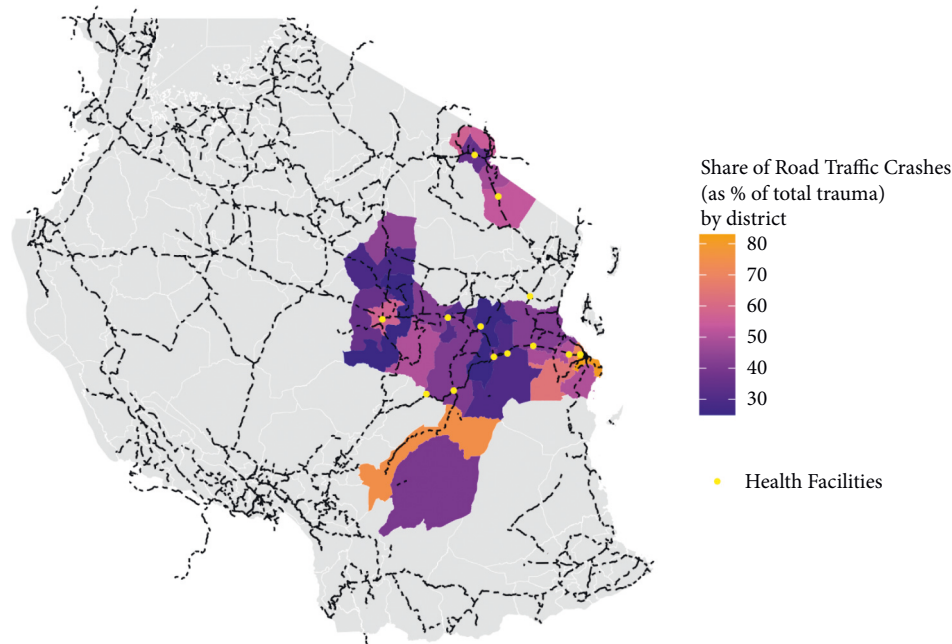 Share of Road Traffic Crashes
(as % of total trauma)
by district
80
70
60
50
40
30
Health Facilities